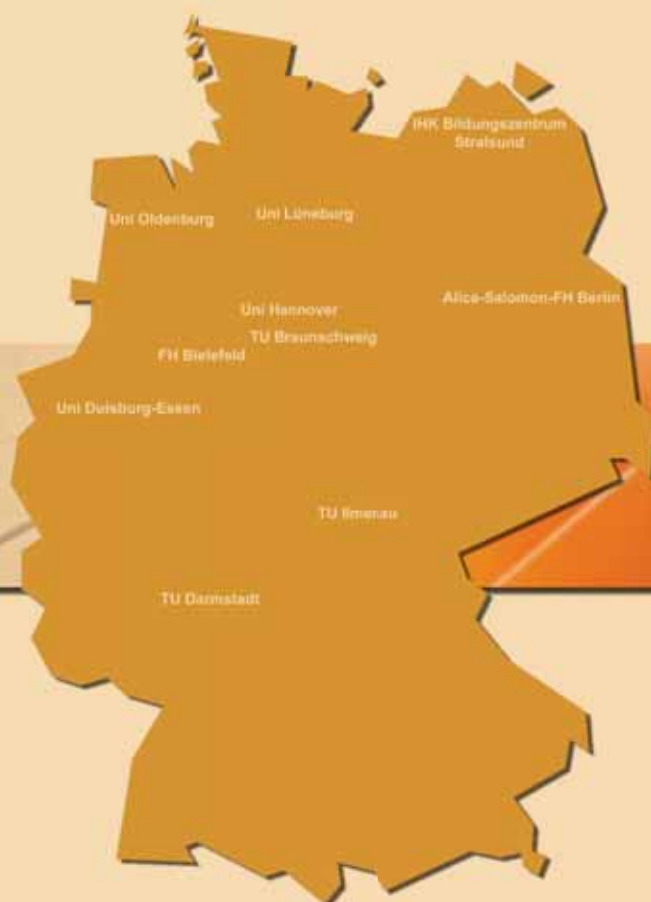 IHK Bildungszentrum
Stralsund
Uni Oldenburg
Uni Lüneburg
Alice-Salomon-FH Berlin
Uni Hannover
TU Braunschweig
FH Bielefeld
Uni Duisburg-Essen
TU Ilmenau
TU Darmstadt